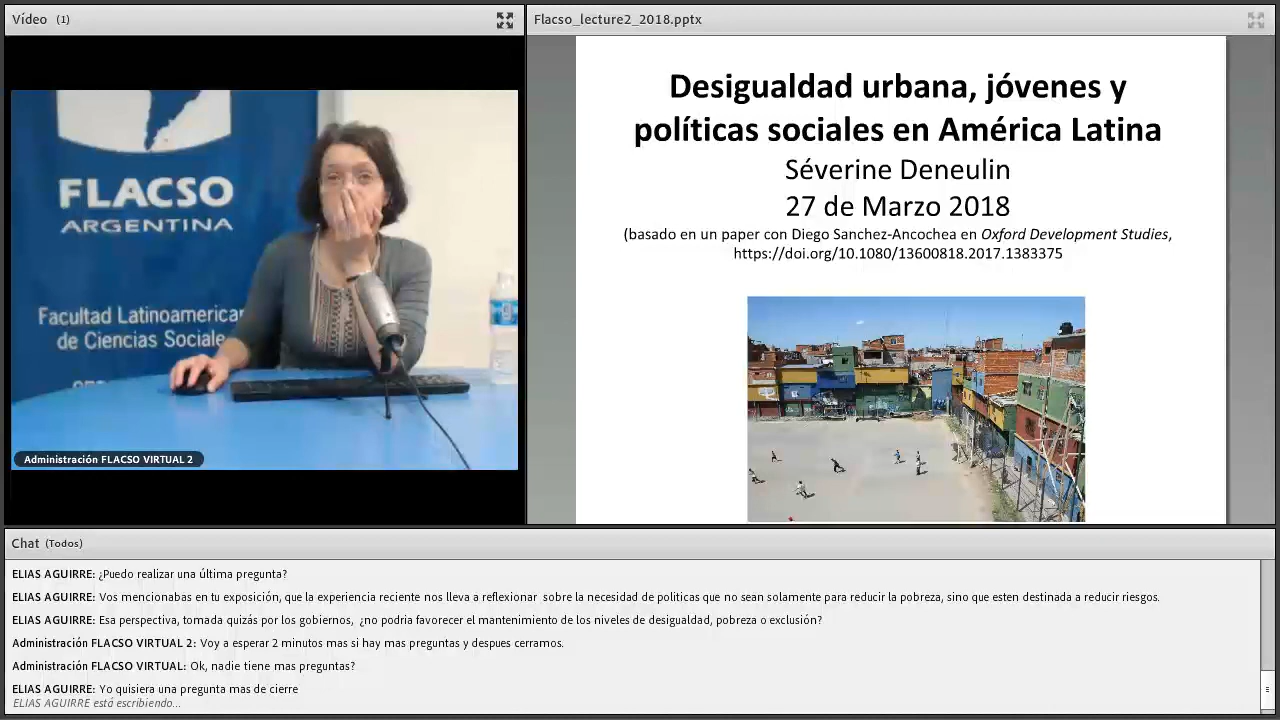 Vídeo (1)
Flacso_lecture2_2018.pptx
FLACSO
ARGENTINA
Facultad Latinoamericar
de Ciencias Sociale
Administración FLACSO VIRTUAL 2
Desigualdad urbana, jóvenes y
políticas sociales en América Latina
Séverine Deneulin
27 de Marzo 2018
(basado en un paper con Diego Sanchez-Ancochea en Oxford Development Studies,
https://doi.org/10.1080/13600818.2017.1383375
Chat (Todos)
ELIAS AGUIRRE: ¿Puedo realizar una última pregunta?
ELIAS AGUIRRE: Vos mencionabas en tu exposición, que la experiencia reciente nos lleva a reflexionar sobre la necesidad de politicas que no sean solamente para reducir la pobreza, sino que esten destinada a reducir riesgos.
ELIAS AGUIRRE: Esa perspectiva, tomada quizás por los gobiernos, ¿no podria favorecer el mantenimiento de los niveles de desigualdad, pobreza o exclusión?
Administración FLACSO VIRTUAL 2: Voy a esperar 2 minutos mas si hay mas preguntas y despues cerramos.
Administración FLACSO VIRTUAL: Ok, nadie tiene mas preguntas?
ELIAS AGUIRRE: Yo quisiera una pregunta mas de cierre
ELIAS AGUIRRE está escribiendo...